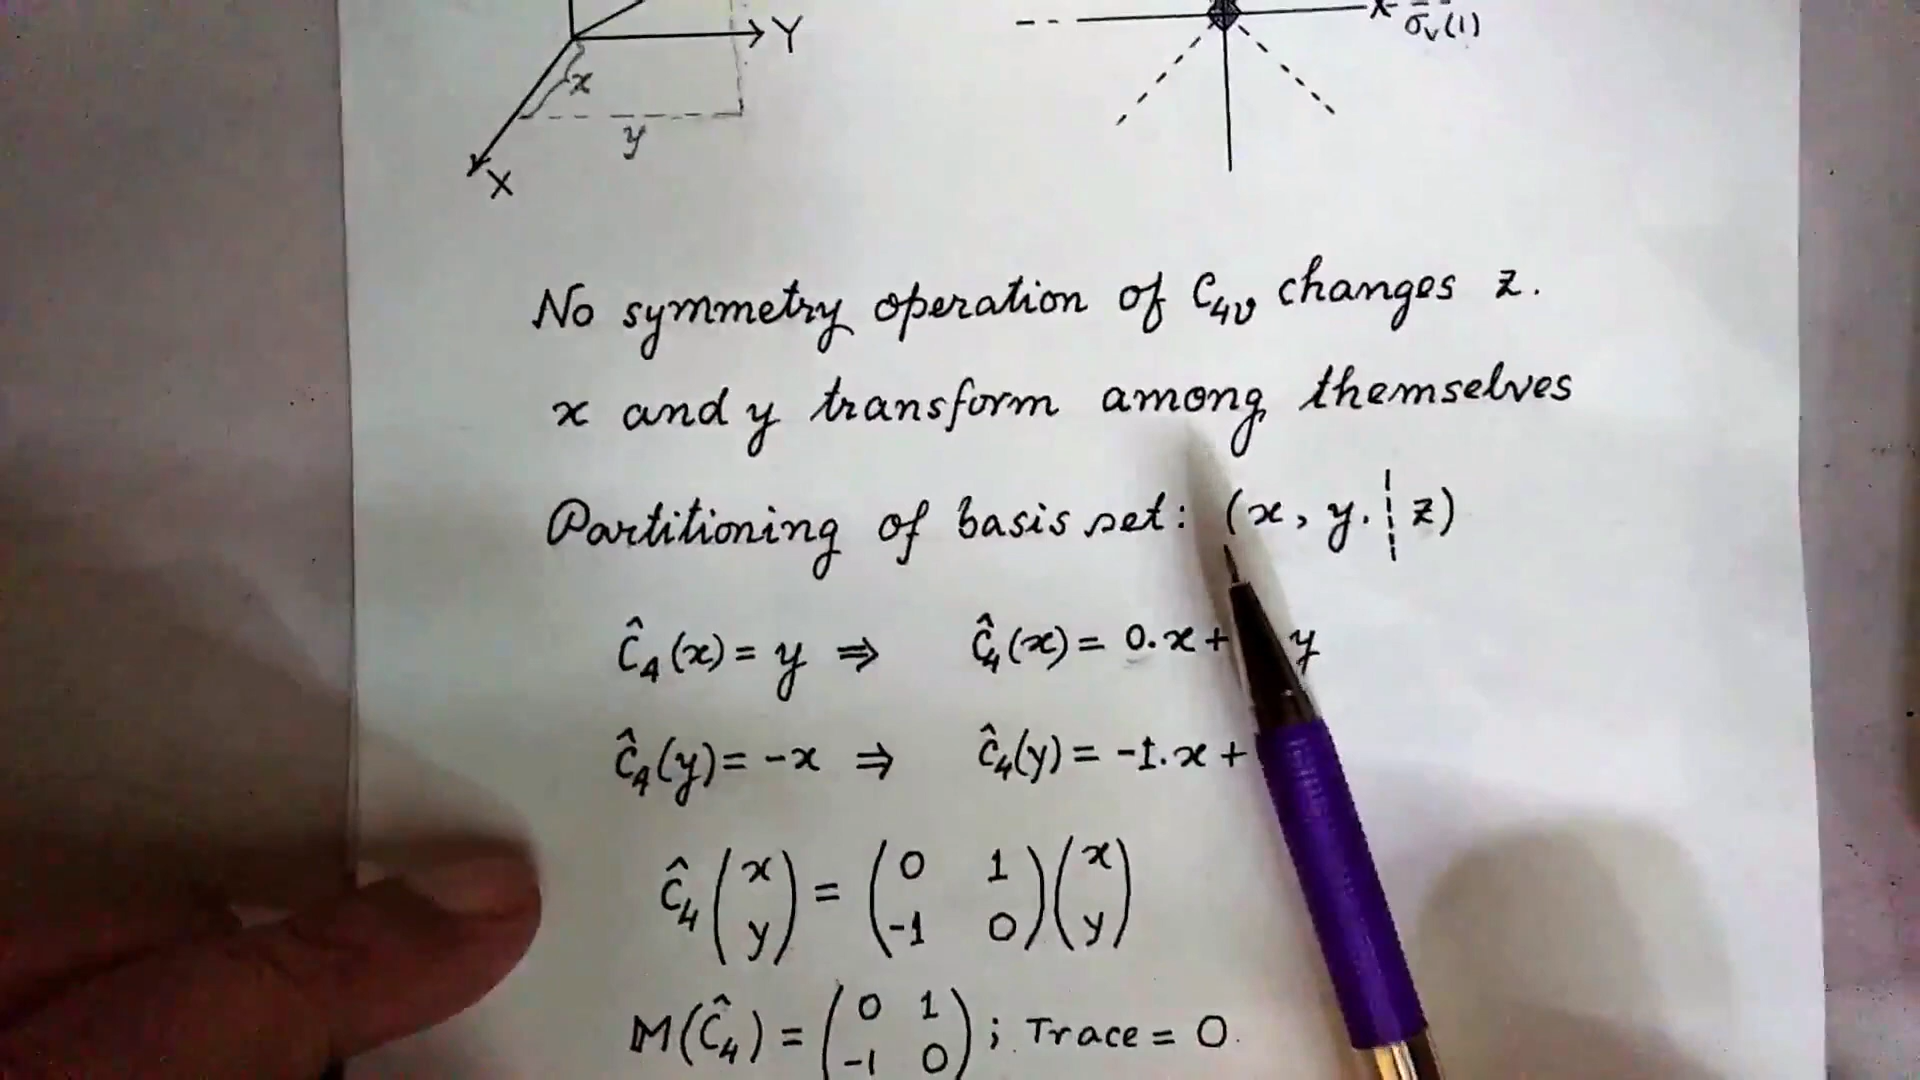 Y
x
y
X
X
σv(1)
No symmetry operation of C4v changes z.
x and y transform among themselves
Partitioning of basis set: (x, y. ¦ z)
Ĉ4(x) = y ⇒ Ĉ4(x) = 0.x + y
Ĉ4(y) = -x ⇒ Ĉ4(y) = -1.x +
Ĉ4 (x y) = (0 1 -1 0)(x y)
M(Ĉ4) = (0 1 -1 0) ; Trace = 0